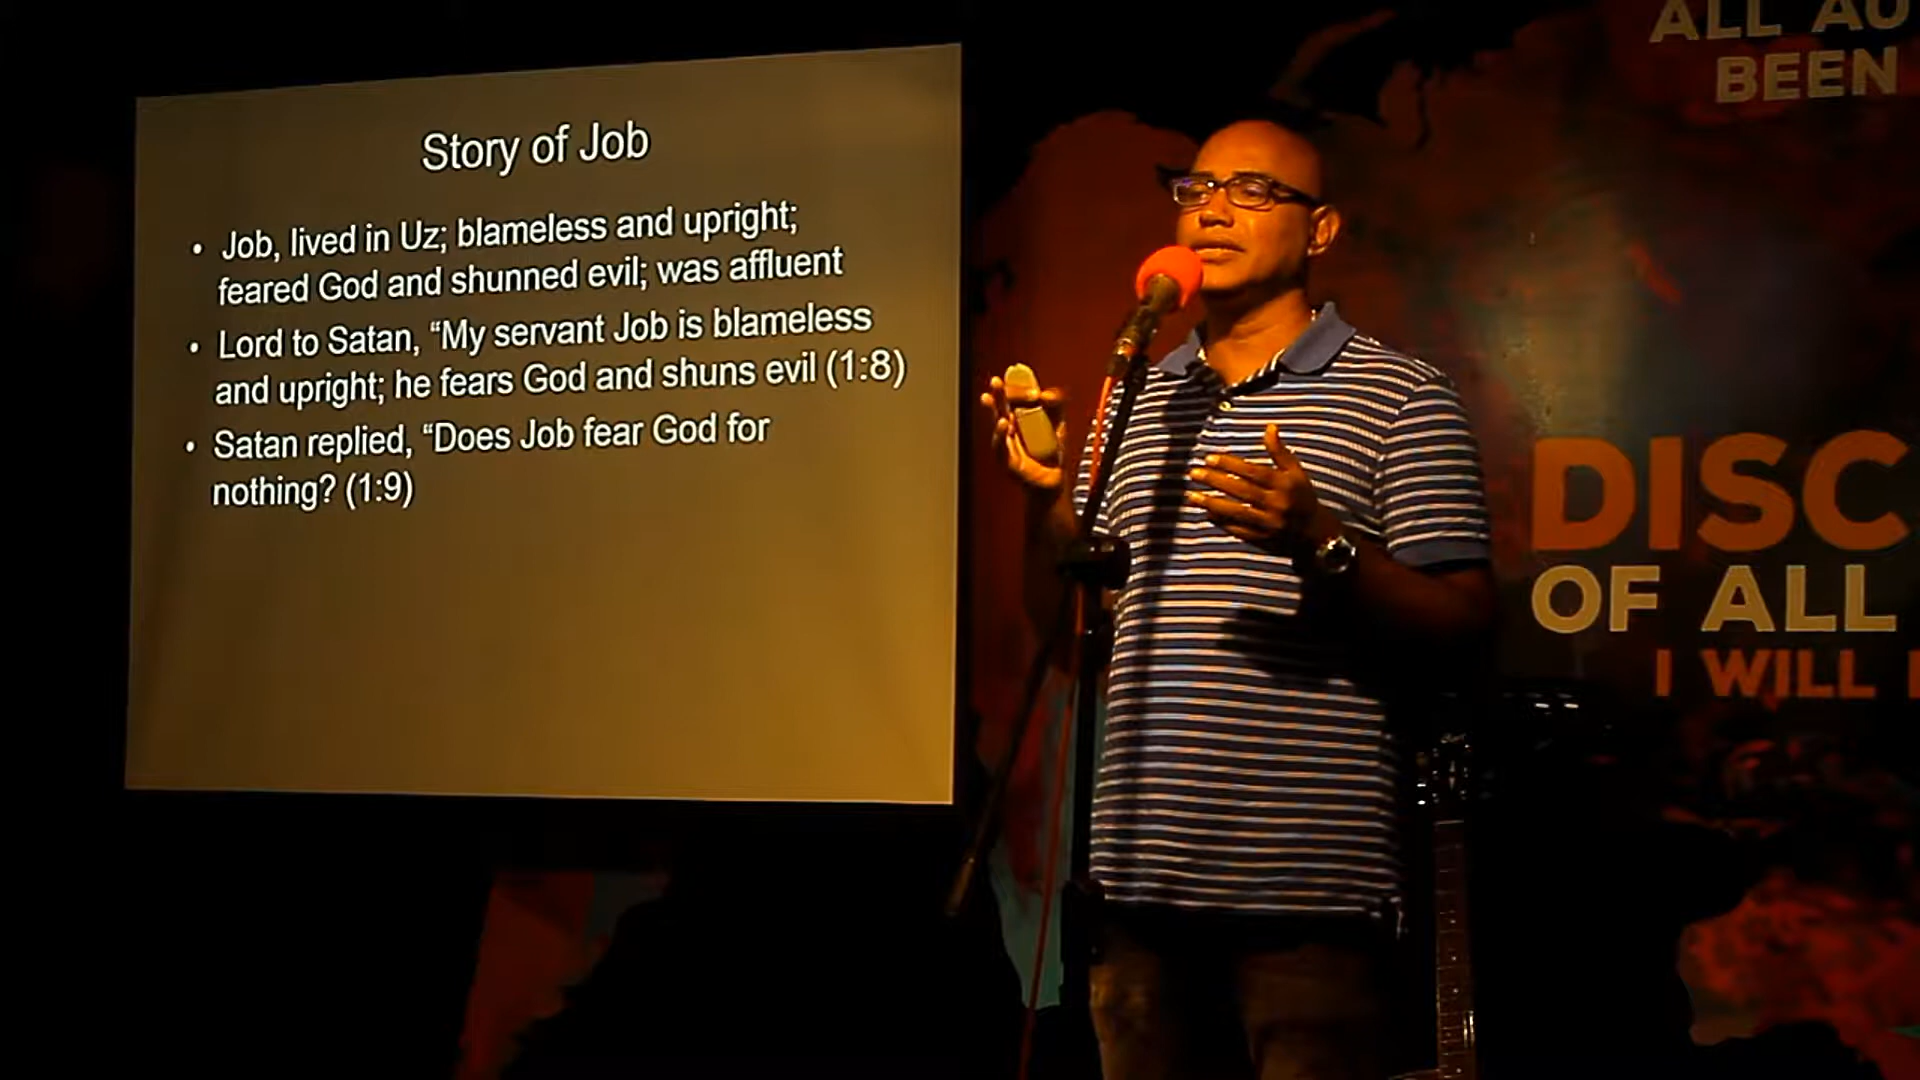 Story of Job
• Job, lived in Uz; blameless and upright;
feared God and shunned evil; was affluent
• Lord to Satan, “My servant Job is blameless
and upright; he fears God and shuns evil (1:8)
• Satan replied, “Does Job fear God for
nothing? (1:9)
ALL AU
BEEN
DISC
OF ALL
I WILL